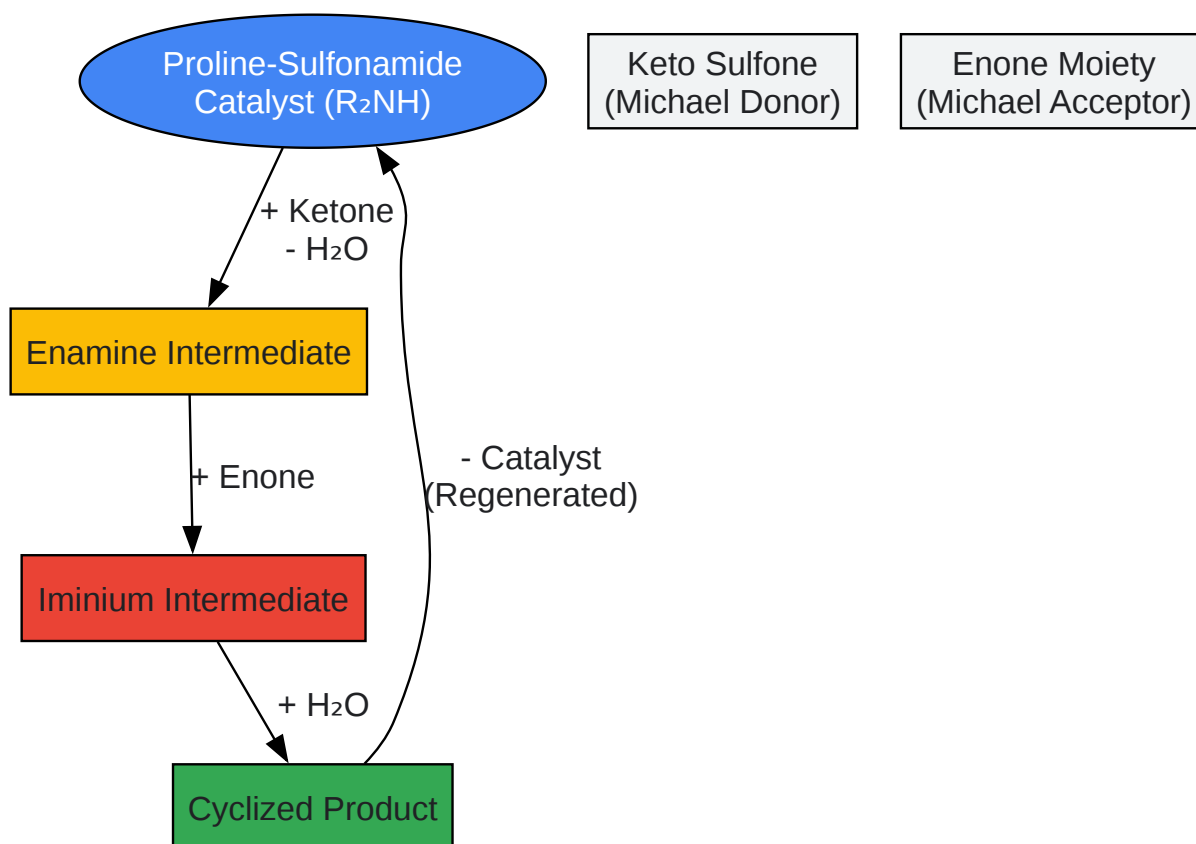 Proline-Sulfonamide
Catalyst (R₂NH)
Keto Sulfone
(Michael Donor)
Enone Moiety
(Michael Acceptor)
+ Ketone
- H₂O
Enamine Intermediate
+ Enone
- Catalyst
(Regenerated)
Iminium Intermediate
+ H₂O
Cyclized Product